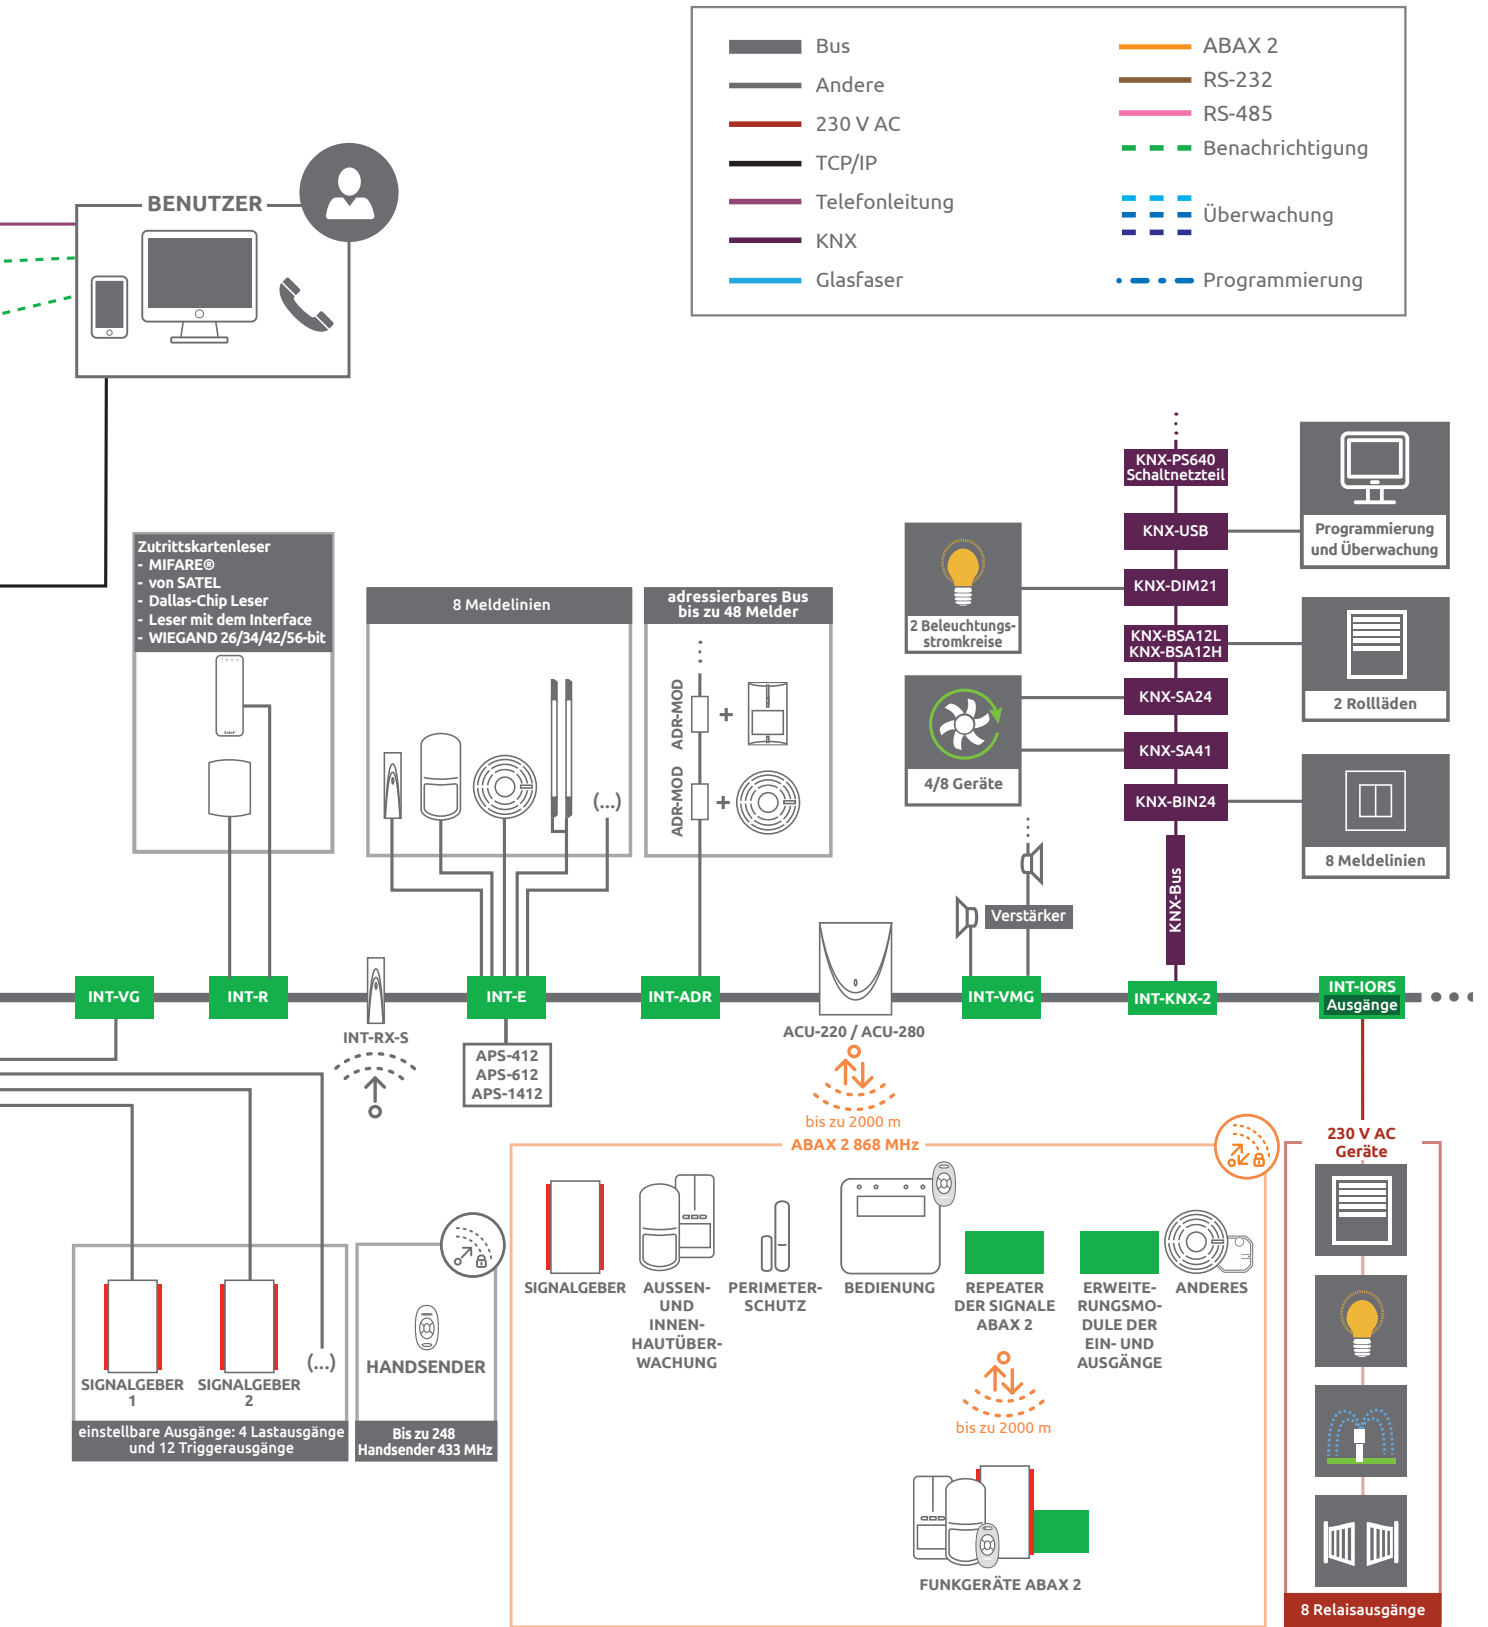 Bus
Andere
230 V AC
TCP/IP
Telefonleitung
KNX
Glasfaser
ABAX 2
RS-232
RS-485
Benachrichtigung
Überwachung
Programmierung
BENUTZER
Zutrittskartenleser
- MIFARE®
- von SATEL
- Dallas-Chip Leser
- Leser mit dem Interface
- WIEGAND 26/34/42/56-bit
Satel
8 Meldelinien
(...)
adressierbares Bus
bis zu 48 Melder
ADR-MOD
+
ADR-MOD
+
2 Beleuchtungs-
stromkreise
4/8 Geräte
KNX-PS640
Schaltnetzteil
KNX-USB
KNX-DIM21
KNX-BSA12L
KNX-BSA12H
KNX-SA24
KNX-SA41
KNX-BIN24
KNX-Bus
Programmierung
und Überwachung
2 Rollläden
8 Meldelinien
Verstärker
INT-VG
INT-R
INT-RX-S
INT-E
APS-412
APS-612
APS-1412
INT-ADR
ACU-220 / ACU-280
bis zu 2000 m
INT-VMG
INT-KNX-2
INT-IORS
Ausgänge
ABAX 2 868 MHz
SIGNALGEBER
AUSSEN-
UND
INNEN-
HAUTÜBER-
WACHUNG
PERIMETER-
SCHUTZ
BEDIENUNG
REPEATER
DER SIGNALE
ABAX 2
ERWEITE-
RUNGSMO-
DULE DER
EIN- UND
AUSGÄNGE
ANDERES
bis zu 2000 m
FUNKGERÄTE ABAX 2
230 V AC
Geräte
8 Relaisausgänge
SIGNALGEBER
1
SIGNALGEBER
2
(...)
einstellbare Ausgänge: 4 Lastausgänge
und 12 Triggerausgänge
HANDSENDER
Bis zu 248
Handsender 433 MHz